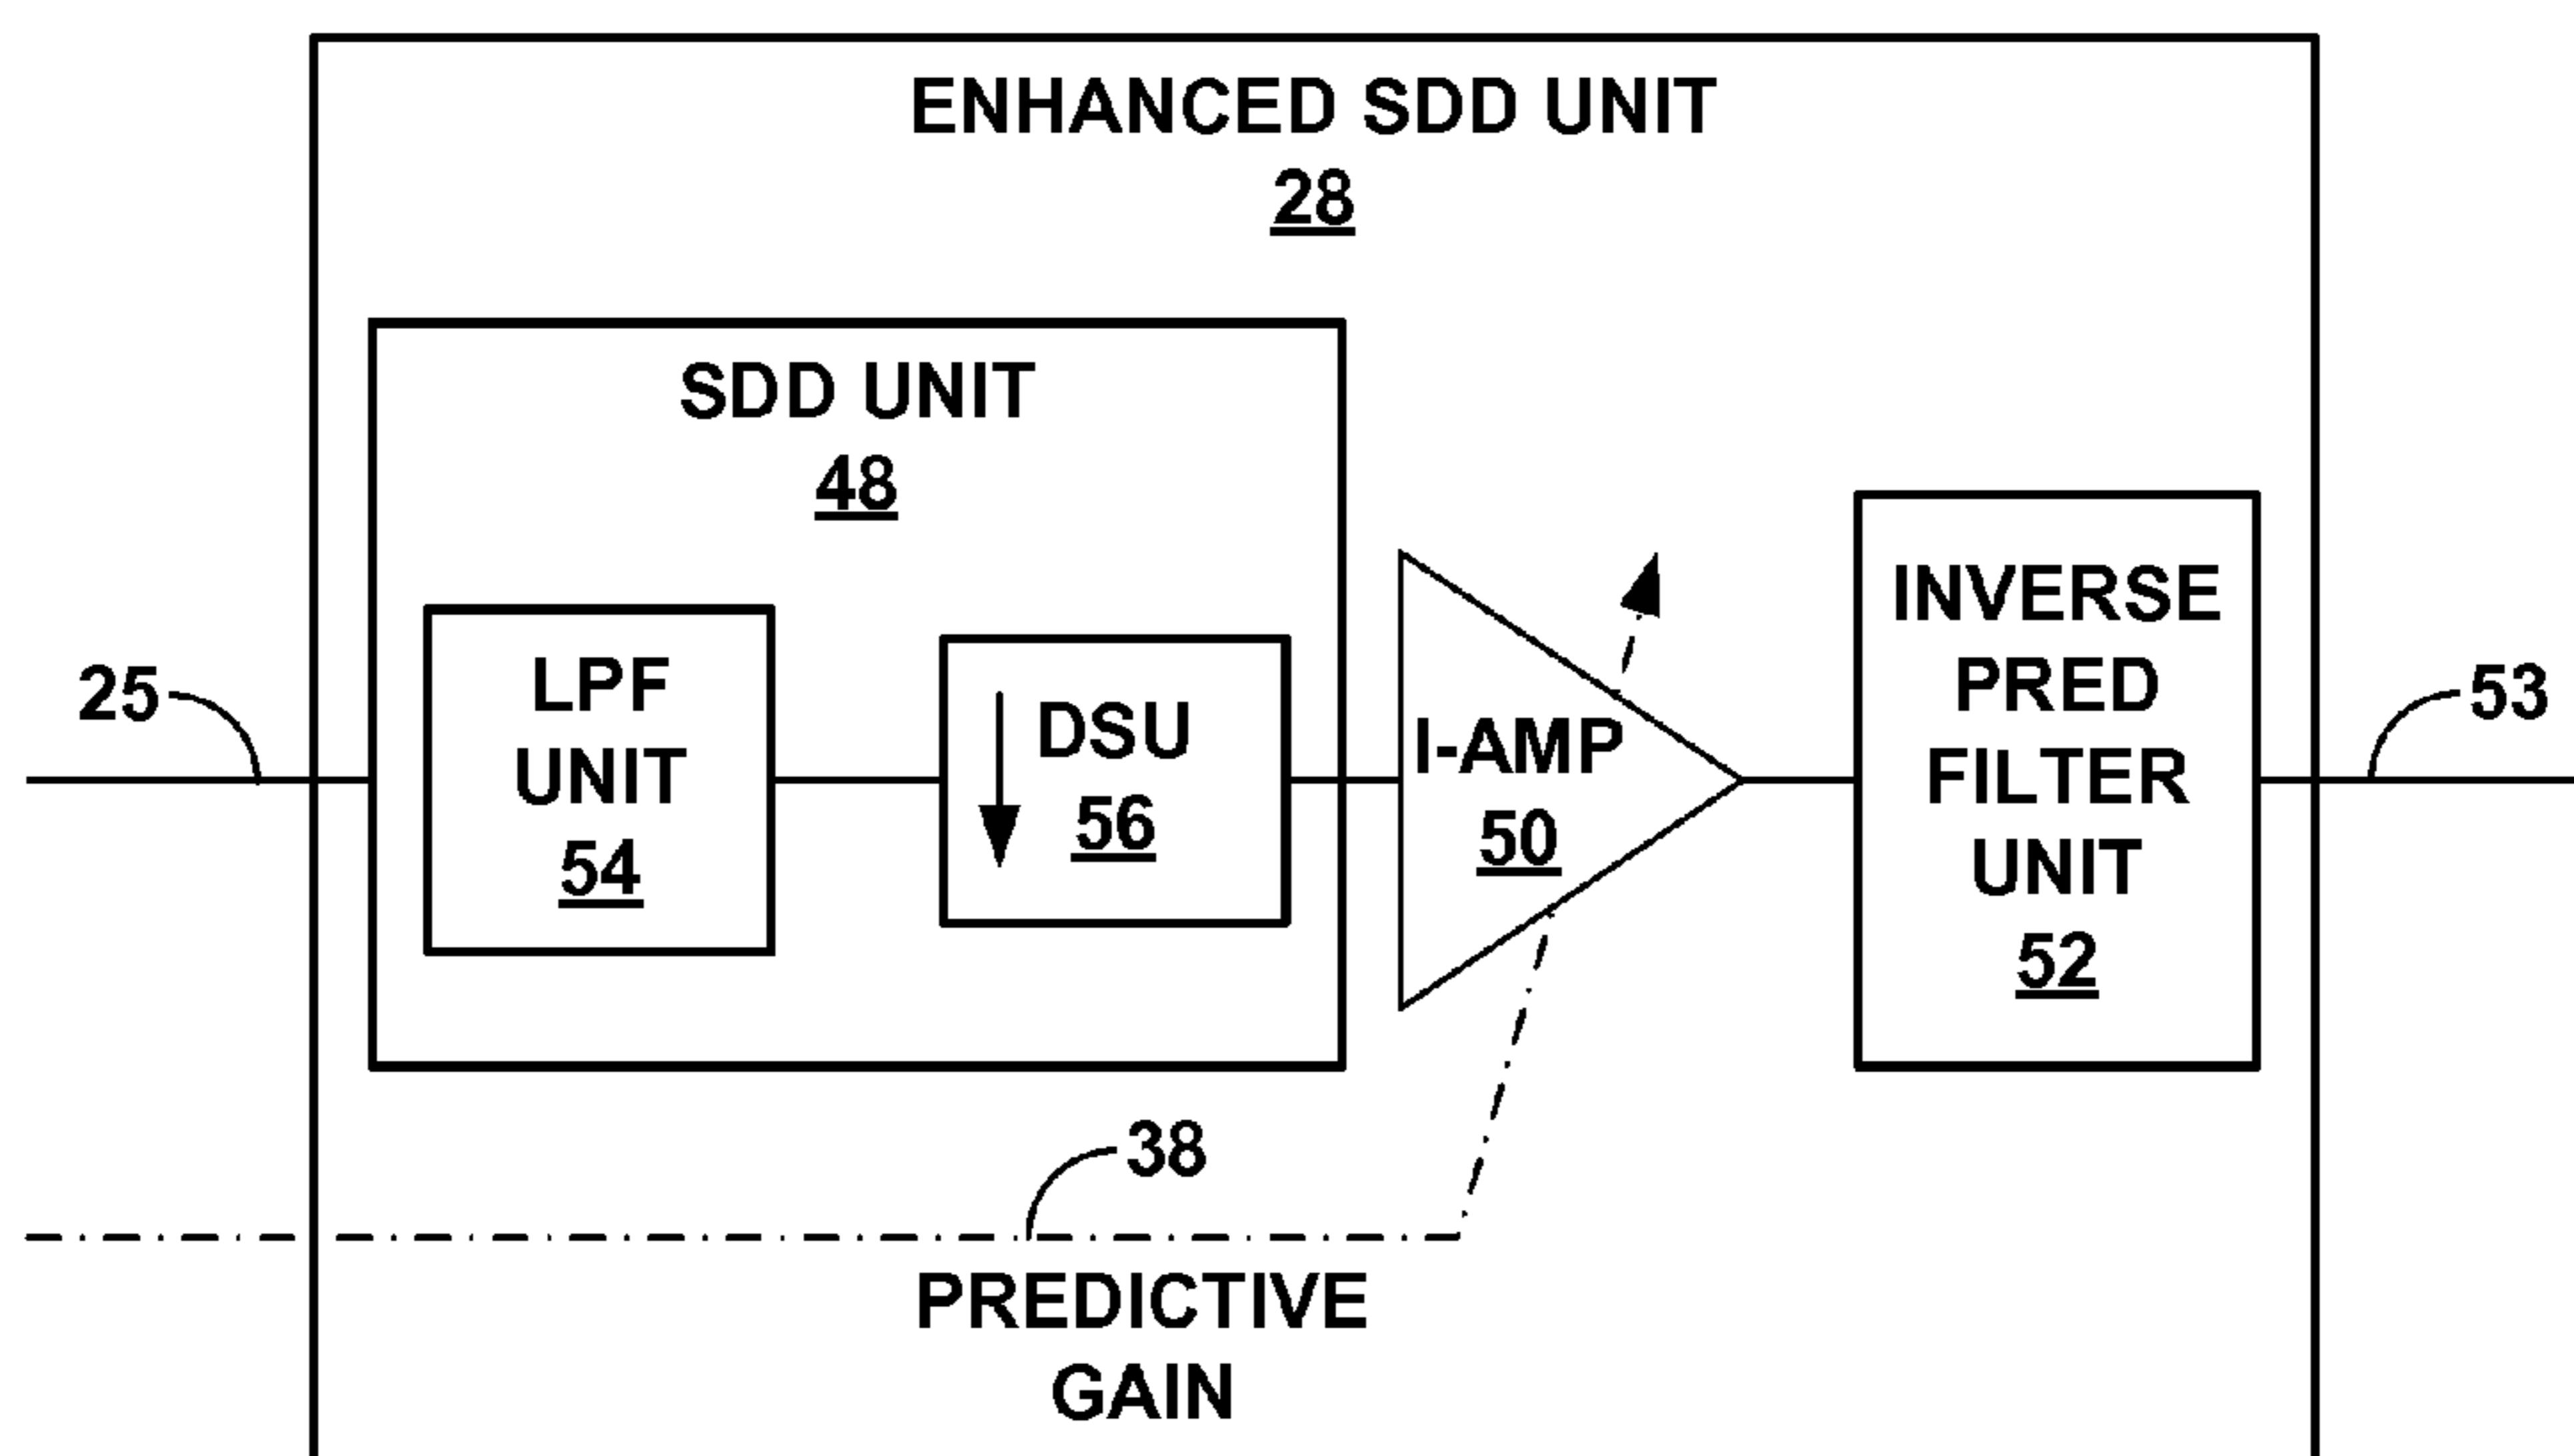 ENHANCED SDD UNIT
28
SDD UNIT
48
LPF
UNIT
54
DSU
56
I-AMP
50
INVERSE
PRED
FILTER
UNIT
52
25
53
38
PREDICTIVE
GAIN